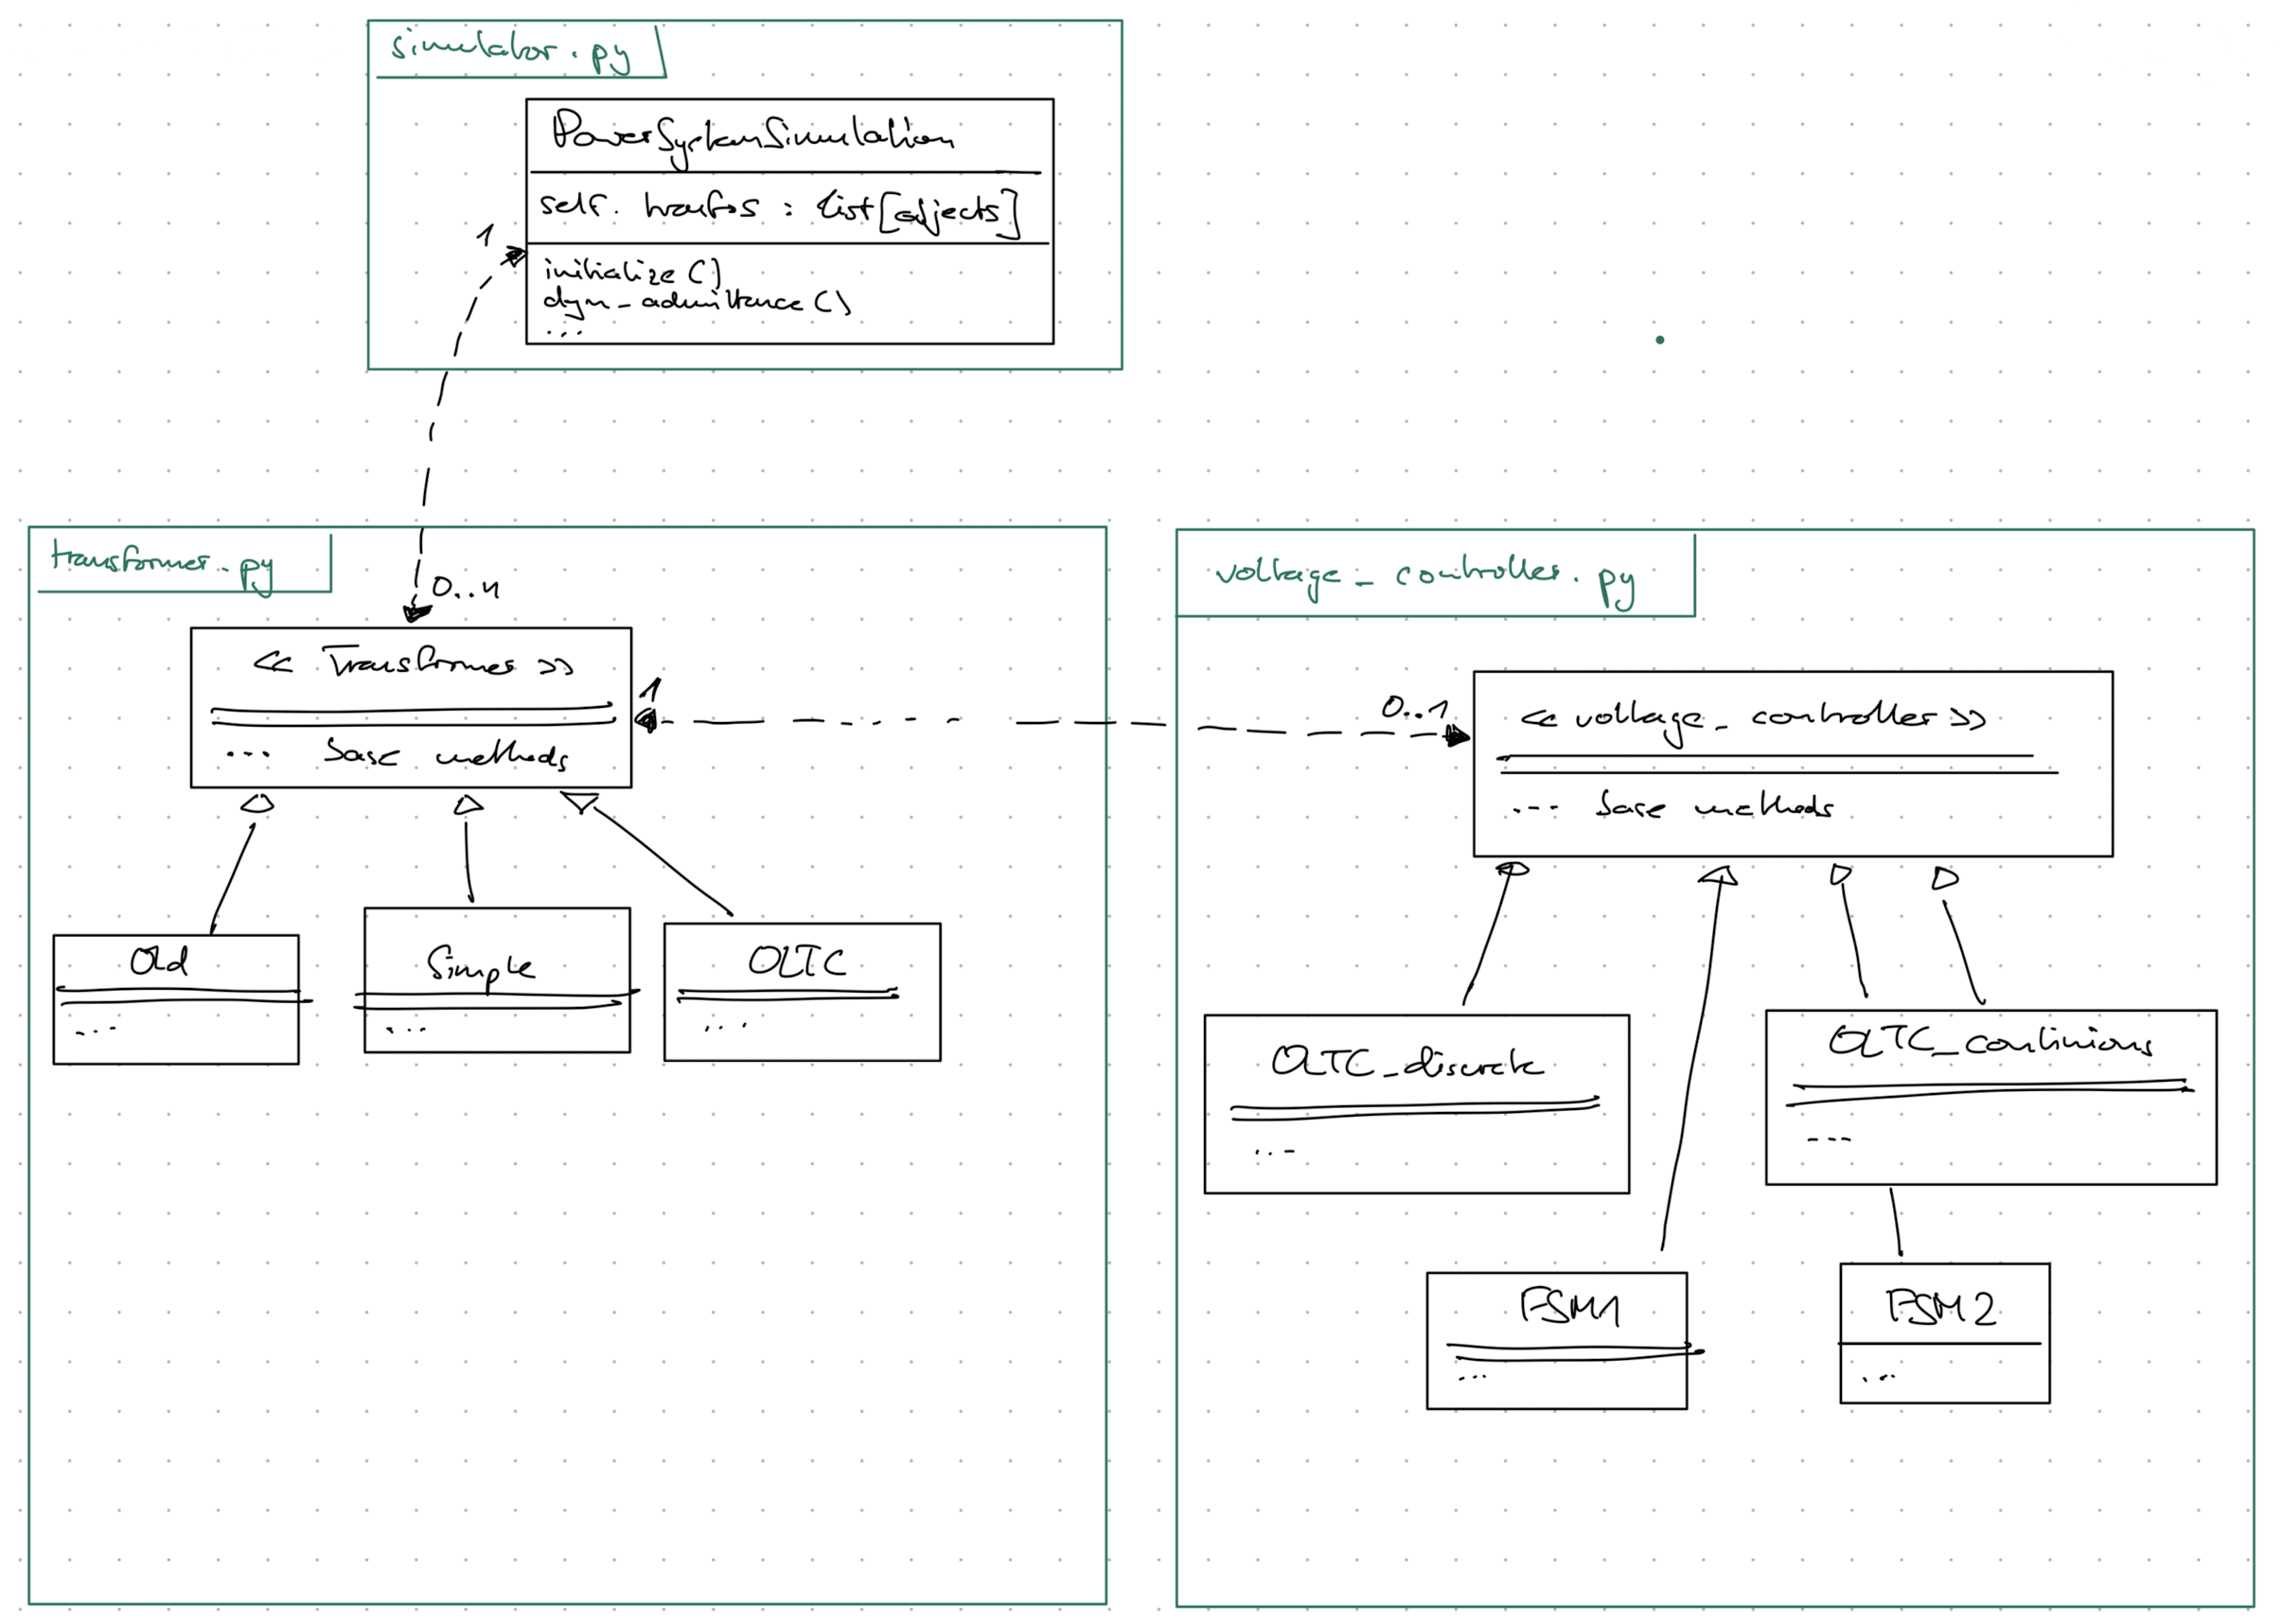 simulator.py
PowerSystemSimulation
self. trafos : list[objects]
initialize ()
dyn_admittance ()
...
1
0..n
transformer.py
<< Transformer >>
... base methods
1
0..1
Old
...
Simple
...
OLTC
...
voltage_controller.py
<< voltage_controller >>
--- base methods
OLTC_discrete
...
OLTC_continious
---
FSM1
...
FSM2
...